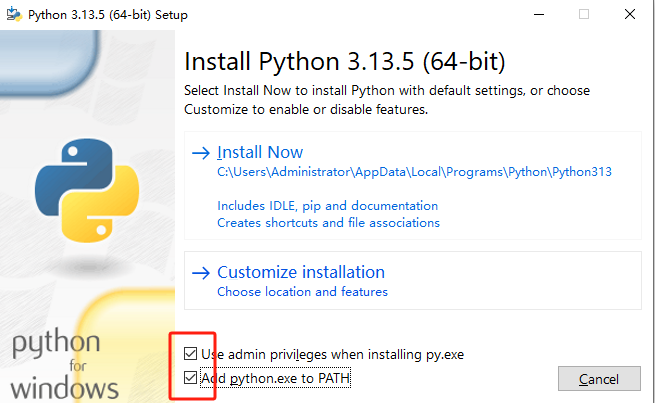 Python 3.13.5 (64-bit) Setup
Install Python 3.13.5 (64-bit)
Select Install Now to install Python with default settings, or choose
Customize to enable or disable features.
Install Now
C:\Users\Administrator\AppData\Local\Programs\Python\Python313
Includes IDLE, pip and documentation
Creates shortcuts and file associations
Customize installation
Choose location and features
python
for
windows
Use admin privileges when installing py.exe
Add python.exe to PATH
Cancel